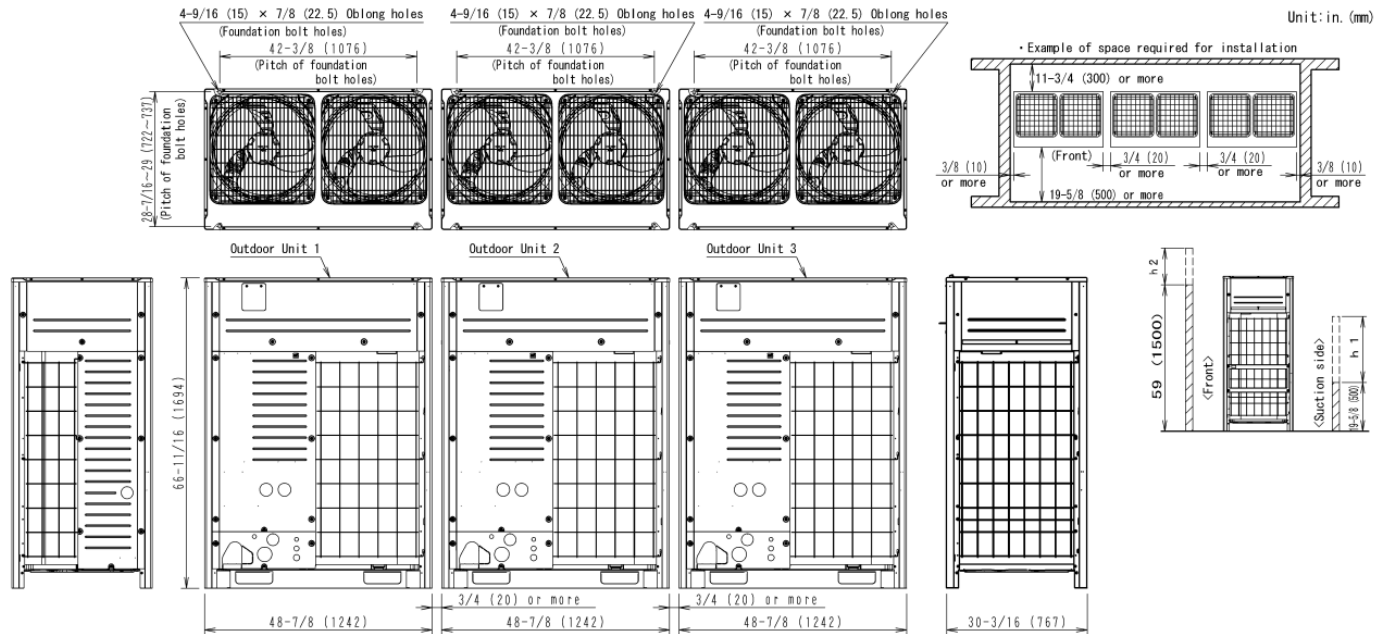 4-9/16 (15) × 7/8 (22.5) Oblong holes
(Foundation bolt holes)
42-3/8 (1076)
(Pitch of foundation
bolt holes)
4-9/16 (15) × 7/8 (22.5) Oblong holes
(Foundation bolt holes)
42-3/8 (1076)
(Pitch of foundation
bolt holes)
4-9/16 (15) × 7/8 (22.5) Oblong holes
(Foundation bolt holes)
42-3/8 (1076)
(Pitch of foundation
bolt holes)
Unit:in.(mm)
28-7/16~29 (722~737)
(Pitch of foundation
bolt holes)
・Example of space required for installation
11-3/4 (300) or more
(Front)
3/4 (20)
or more
3/4 (20)
or more
3/8 (10)
or more
3/8 (10)
or more
19-5/8 (500) or more
Outdoor Unit 1
Outdoor Unit 2
Outdoor Unit 3
66-11/16 (1694)
h2
59 (1500)
<Front>
<Suction side>
h1
19-5/8 (500)
3/4 (20) or more
3/4 (20) or more
48-7/8 (1242)
48-7/8 (1242)
48-7/8 (1242)
30-3/16 (767)